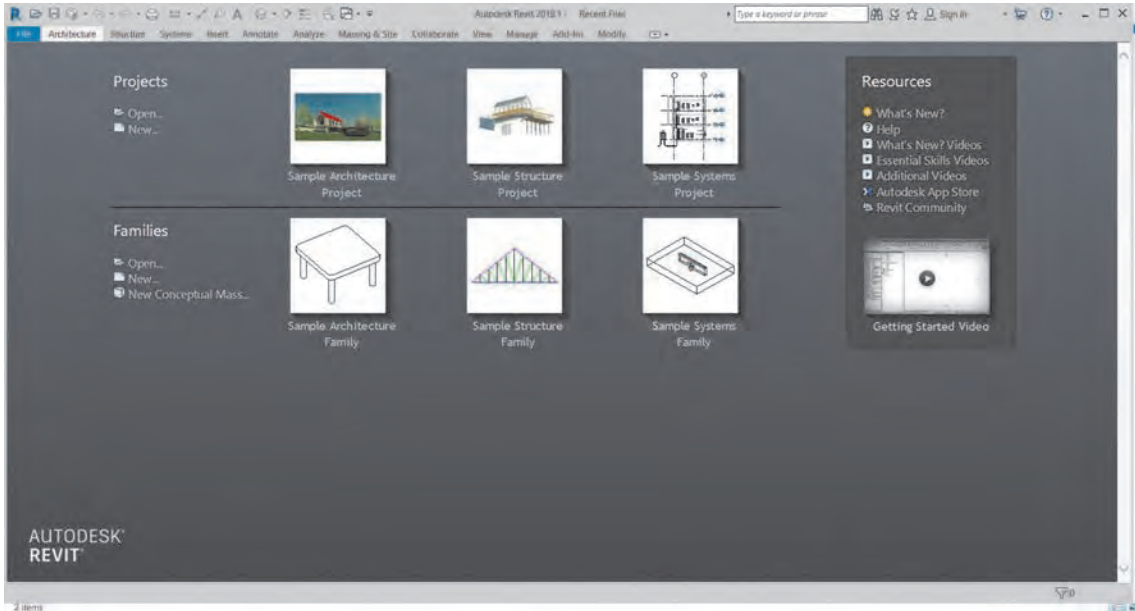 Autodesk Revit 2018.1 - Recent Files
Type a keyword or phrase
Sign In
File Architecture Structure Systems Insert Annotate Analyze Massing & Site Collaborate View Manage Add-Ins Modify
Projects
Open...
New...
Sample Architecture
Project
Sample Structure
Project
Sample Systems
Project
Families
Open...
New...
New Conceptual Mass...
Sample Architecture
Family
Sample Structure
Family
Sample Systems
Family
Resources
What's New?
Help
What's New? Videos
Essential Skills Videos
Additional Videos
Autodesk App Store
Revit Community
Getting Started Video
AUTODESK®
REVIT®
:0
2 items